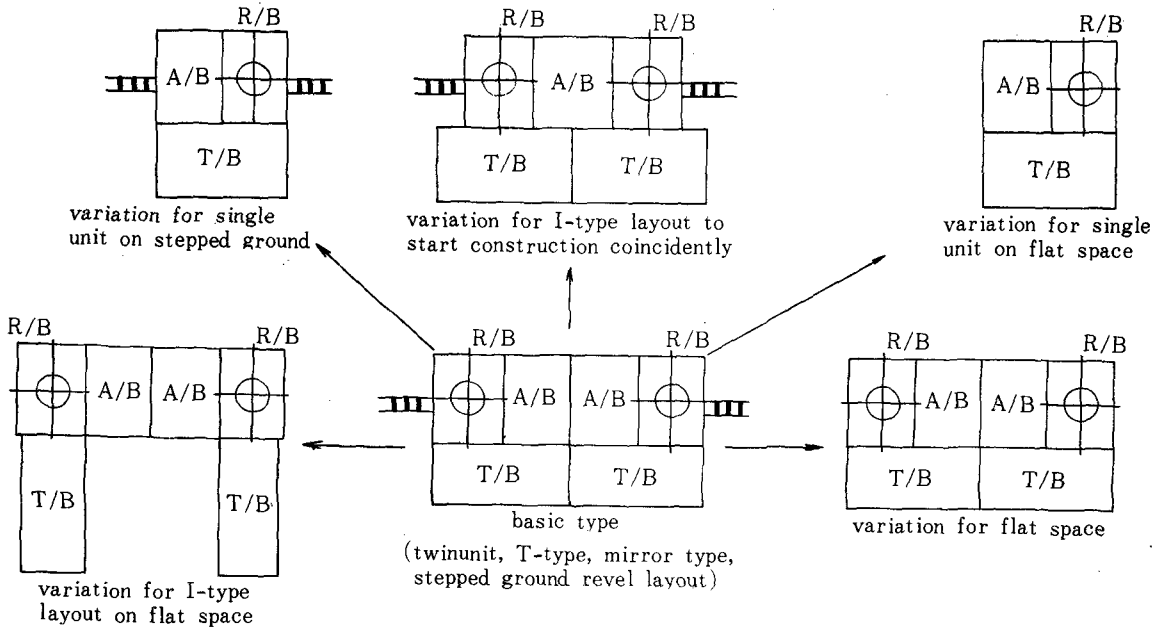 R/B
A/B
T/B
variation for single
unit on stepped ground
R/B R/B
A/B
T/B T/B
variation for I-type layout to
start construction coincidently
R/B
A/B
T/B
variation for single
unit on flat space
R/B R/B
A/B A/B
T/B T/B
variation for I-type
layout on flat space
R/B R/B
A/B A/B
T/B T/B
basic type
(twinunit, T-type, mirror type,
stepped ground revel layout)
R/B R/B
A/B A/B
T/B T/B
variation for flat space